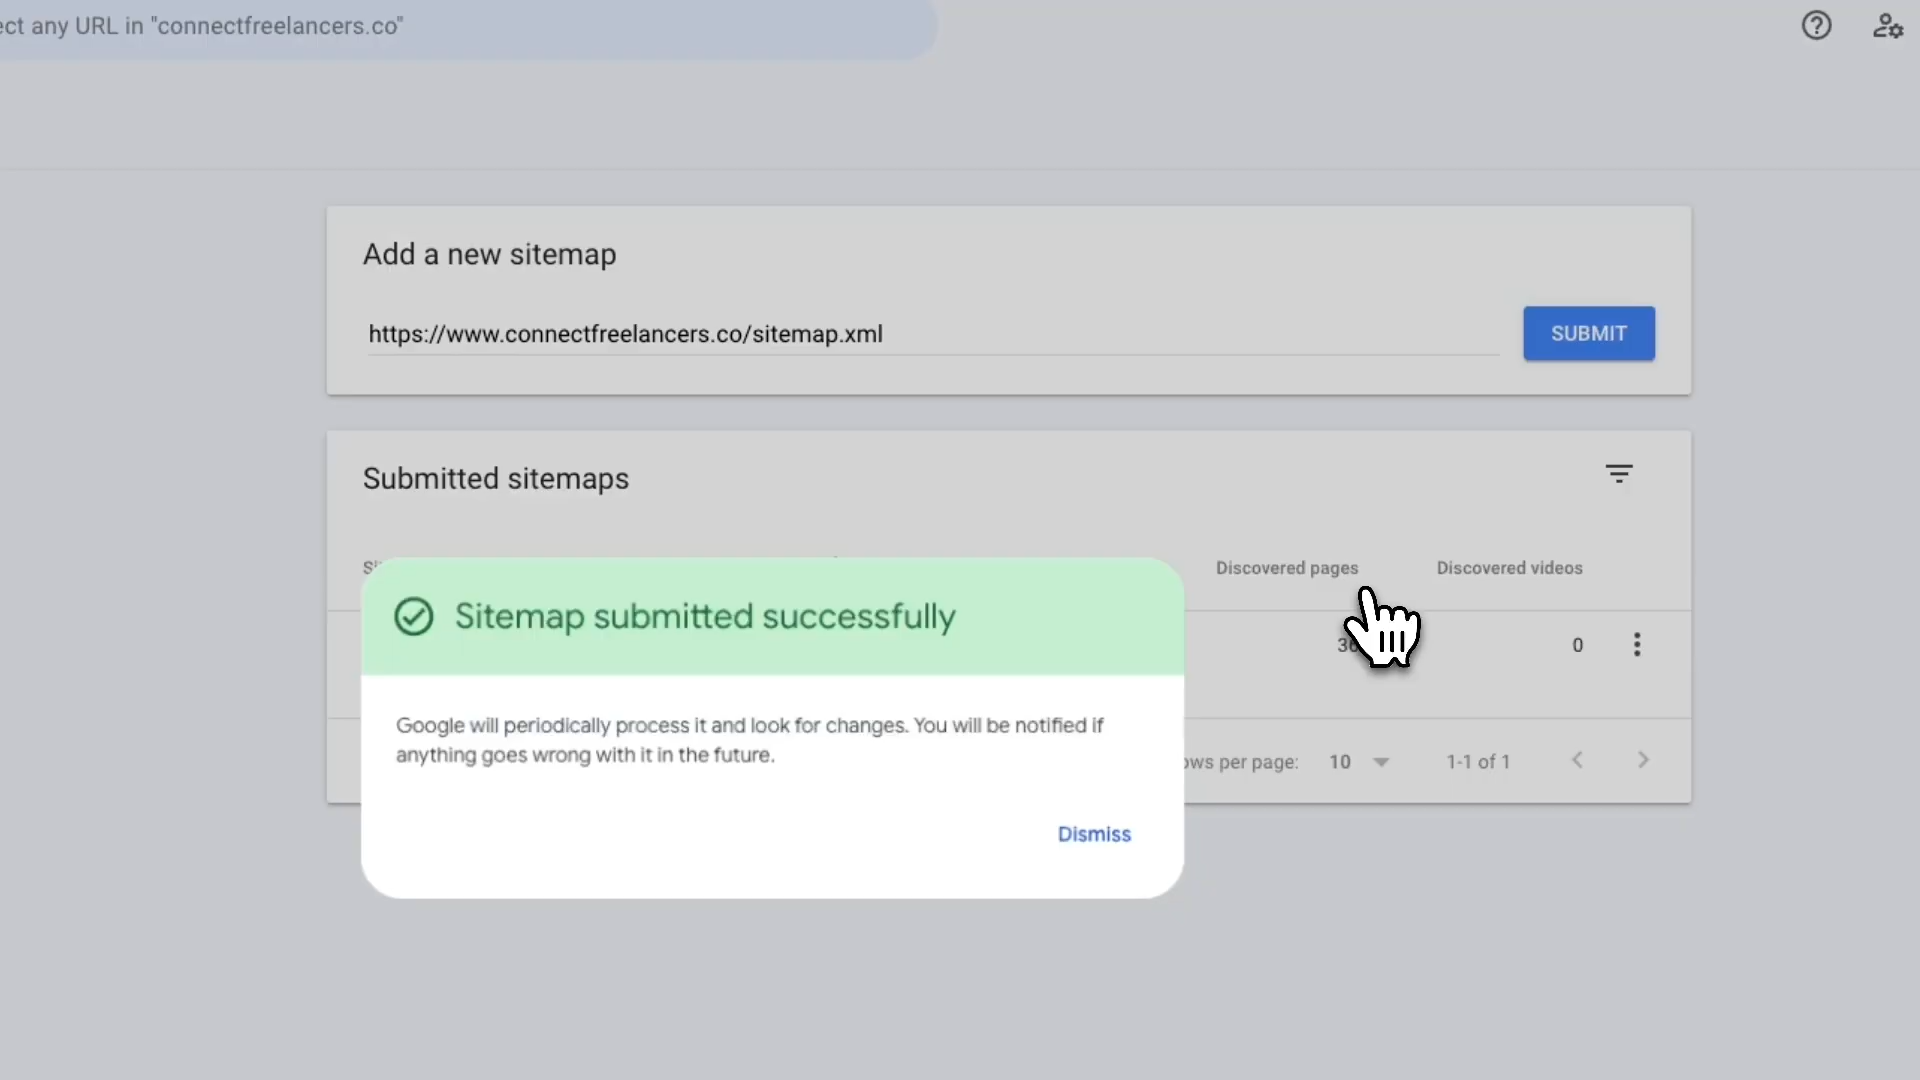 any URL in "connectfreelancers.co"
Add a new sitemap
https://www.connectfreelancers.co/sitemap.xml
SUBMIT
Submitted sitemaps
Discovered pages
Discovered videos
Sitemap submitted successfully
0
Google will periodically process it and look for changes. You will be notified if
anything goes wrong with it in the future.
per page:
10
1-1 of 1
Dismiss